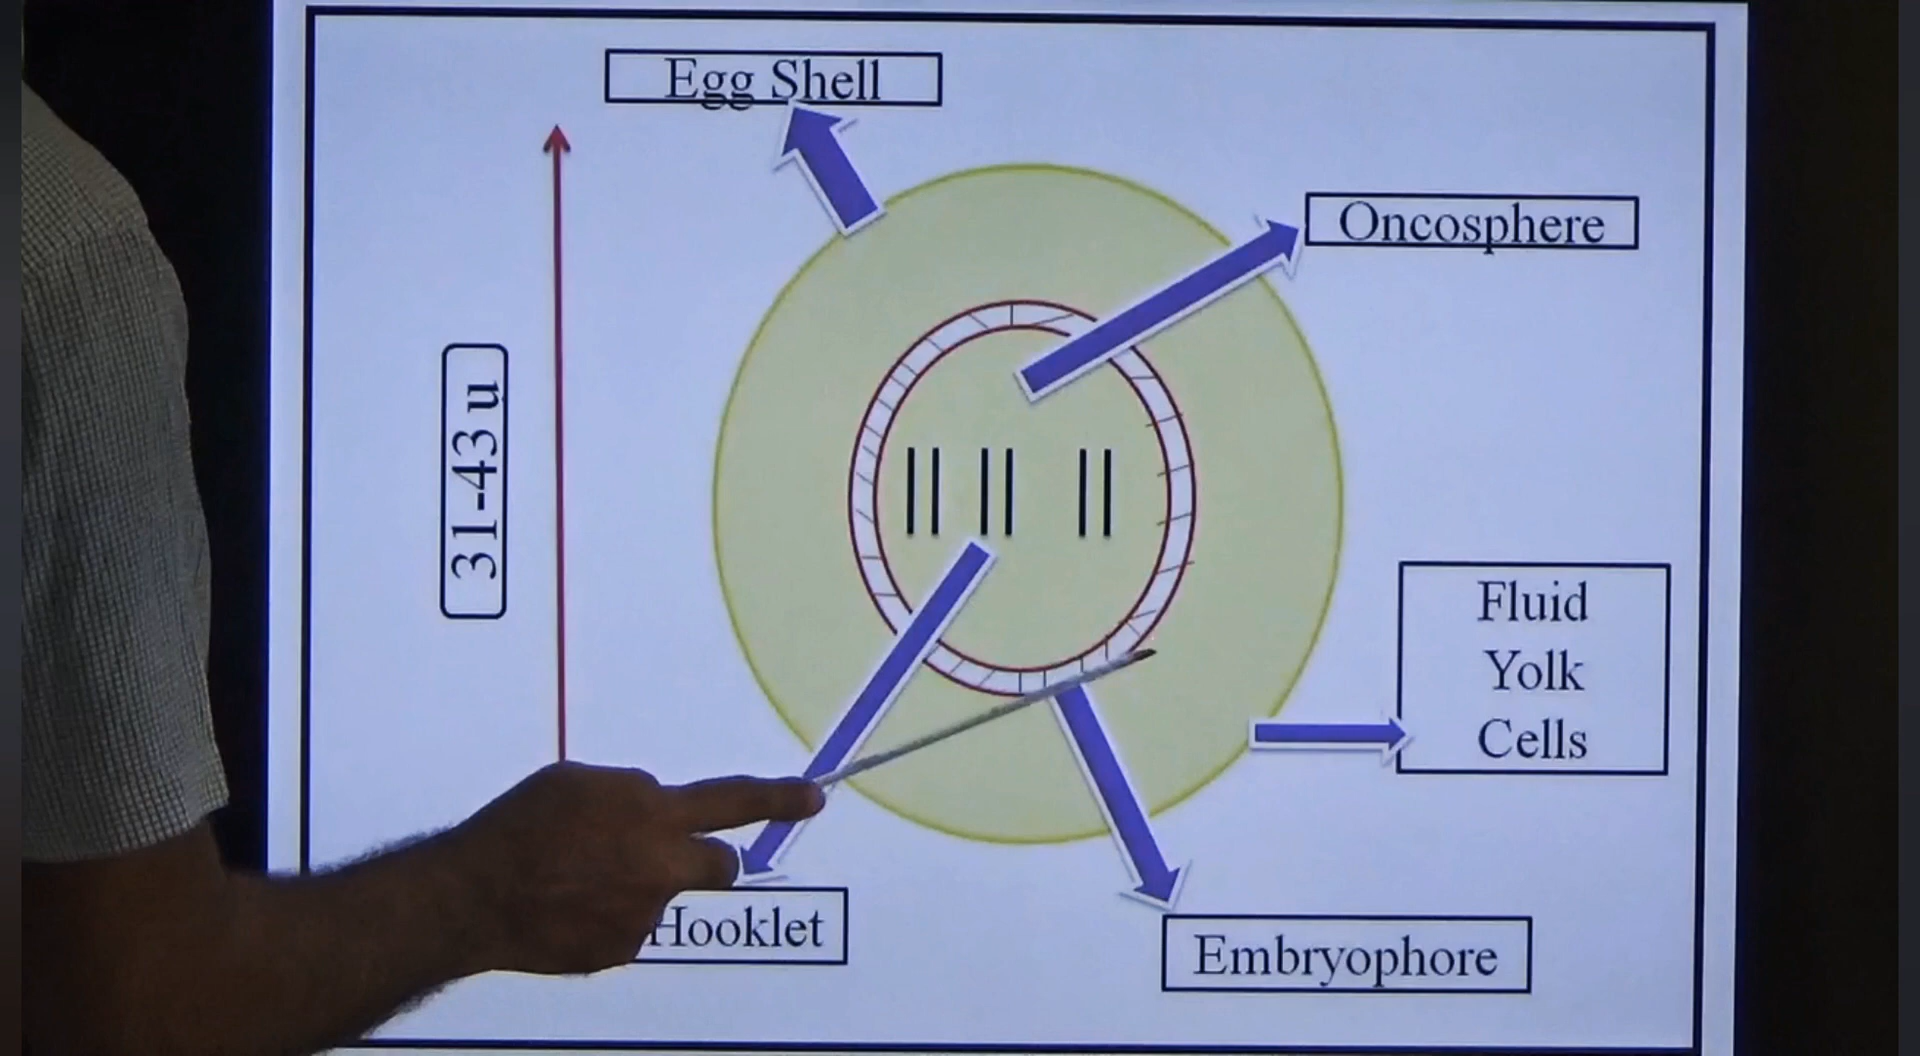 Egg Shell
Oncosphere
31-43 u
Fluid
Yolk
Cells
Hooklet
Embryophore